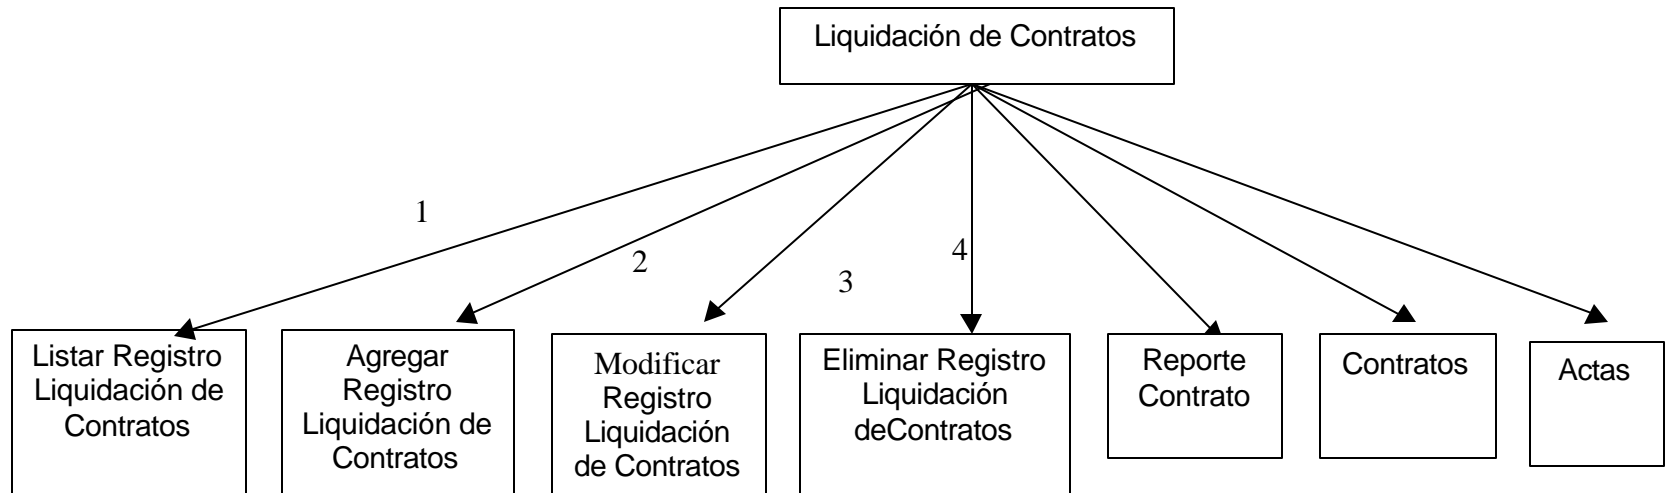 Liquidación de Contratos
1
2
3
4
Listar Registro
Liquidación de
Contratos
Agregar
Registro
Liquidación de
Contratos
Modificar
Registro
Liquidación
de Contratos
Eliminar Registro
Liquidación
deContratos
Reporte
Contrato
Contratos
Actas